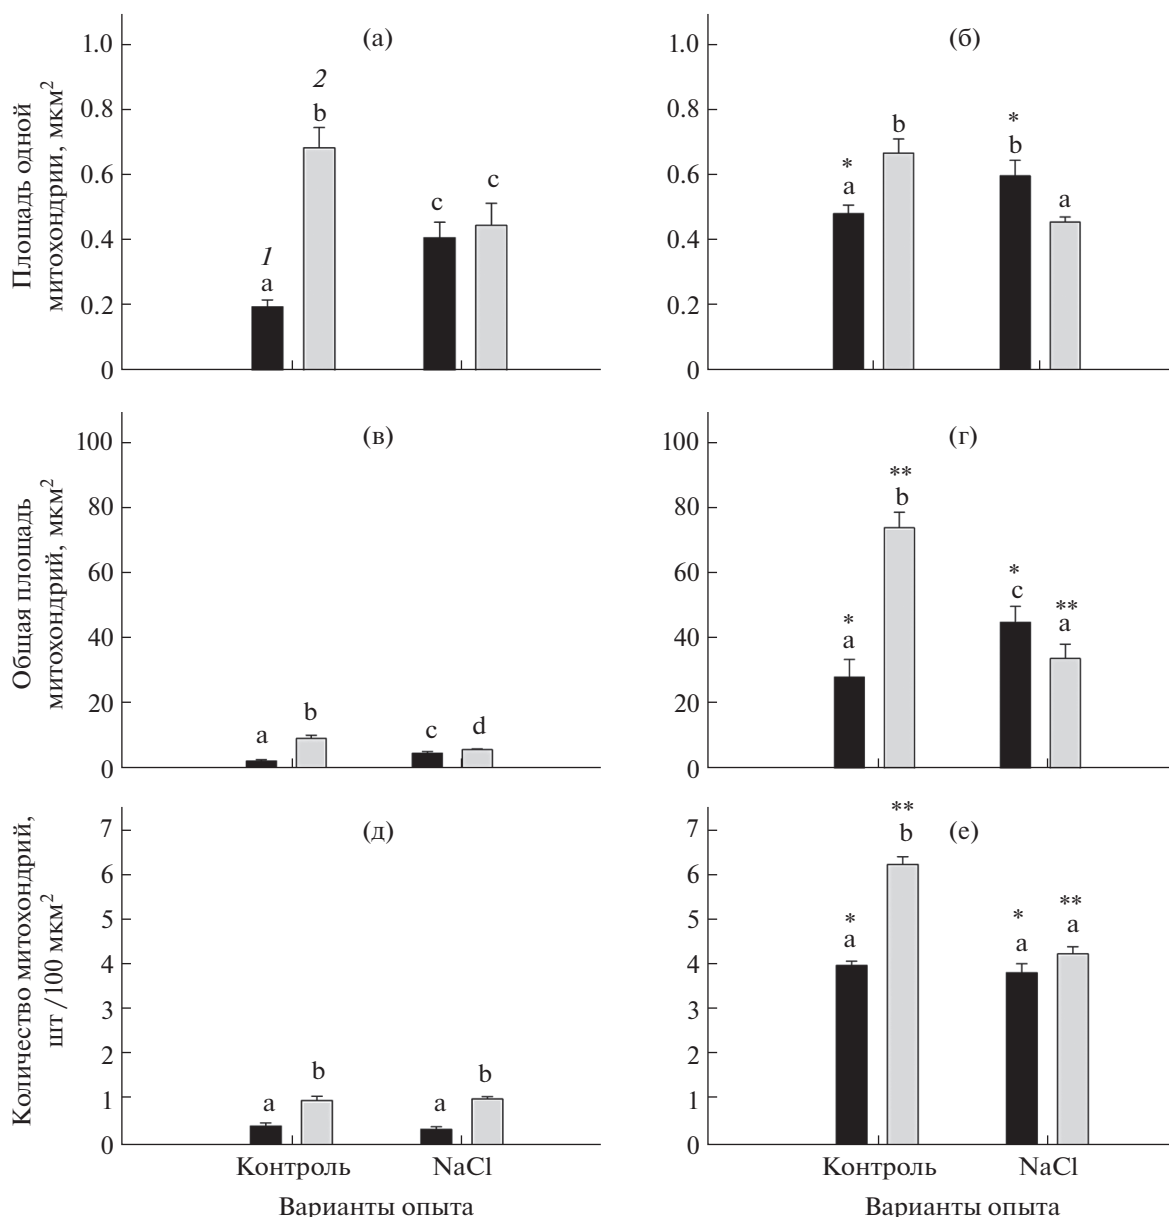 (а)
Площадь одной
митохондрии, мкм²
1.0
0.8
0.6
0.4
0.2
0
1
a
2
b
c
c
(б)
1.0
0.8
0.6
0.4
0.2
0
*
a
b
*
b
a
(в)
Общая площадь
митохондрий, мкм²
100
80
60
40
20
0
a
b
c
d
(г)
100
80
60
40
20
0
*
a
**
b
*
c
**
a
(д)
Количество митохондрий,
шт/100 мкм²
7
6
5
4
3
2
1
0
a
b
a
b
Контроль
NaCl
Варианты опыта
(е)
7
6
5
4
3
2
1
0
*
a
**
b
*
a
**
a
Контроль
NaCl
Варианты опыта